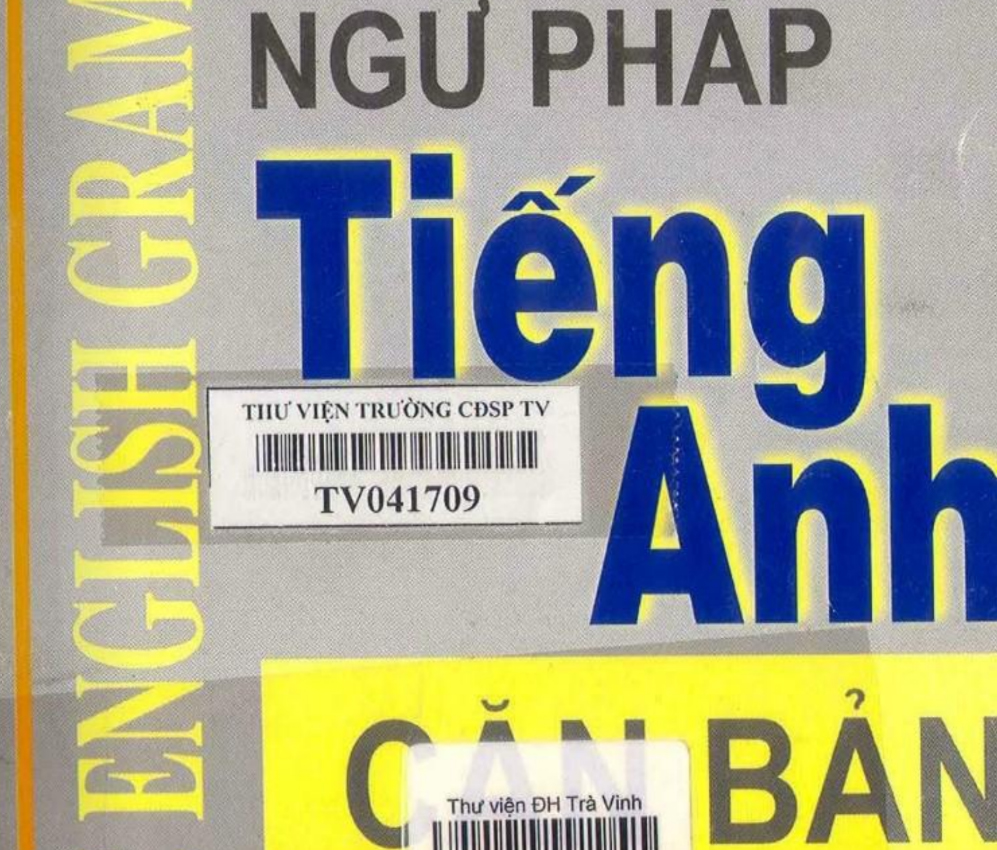 NGỮ PHÁP
Tiếng
Anh
CĂN BẢN
ENGLISH GRAM
THƯ VIỆN TRƯỜNG CĐSP TV
TV041709
Thư viện ĐH Trà Vinh